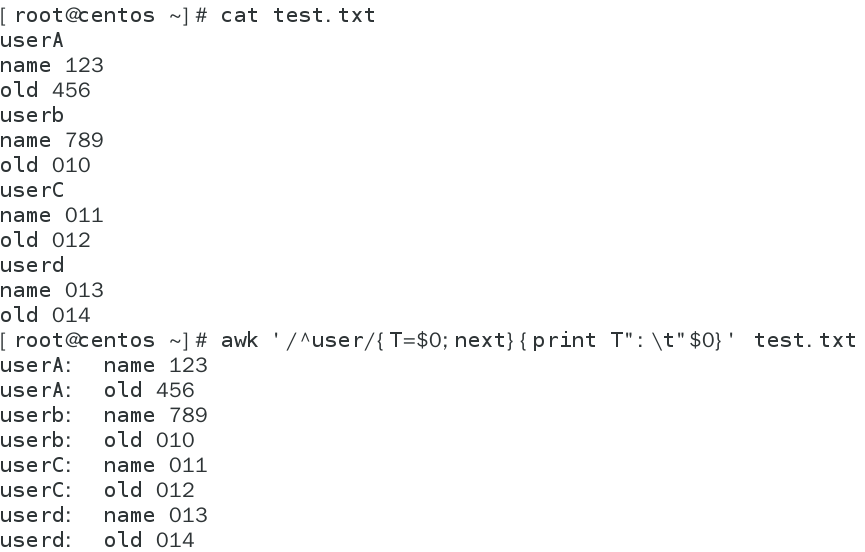 [root@centos ~]# cat test.txt
userA
name 123
old 456
userb
name 789
old 010
userC
name 011
old 012
userd
name 013
old 014
[root@centos ~]# awk '/^user/{T=$0;next}{print T":\t"$0}' test.txt
userA:	name 123
userA:	old 456
userb:	name 789
userb:	old 010
userC:	name 011
userC:	old 012
userd:	name 013
userd:	old 014